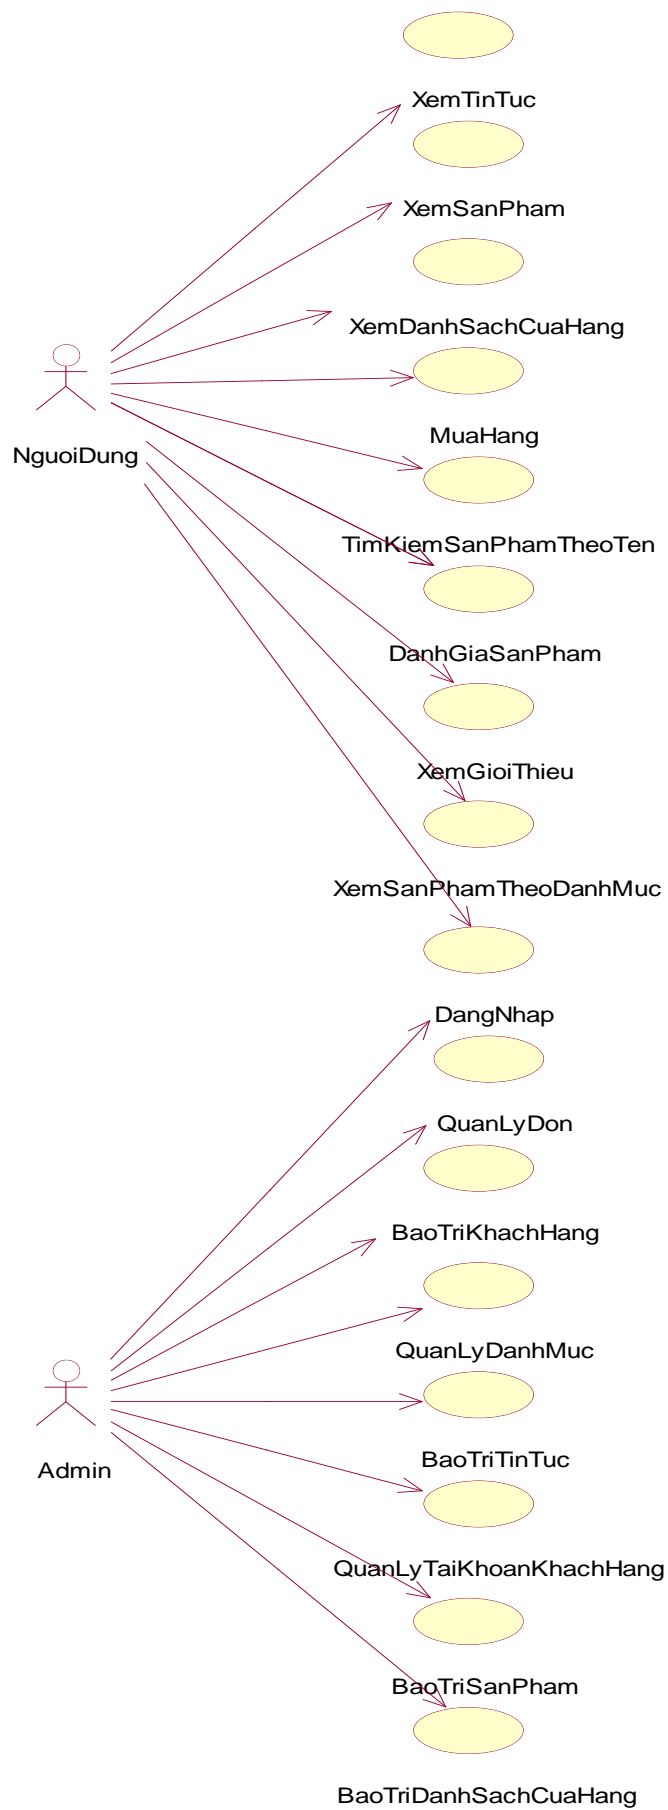 XemTinTuc
XemSanPham
XemDanhSachCuaHang
NguoiDung
MuaHang
TimKiemSanPhamTheoTen
DanhGiaSanPham
XemGioiThieu
XemSanPhamTheoDanhMuc
DangNhap
QuanLyDon
BaoTriKhachHang
QuanLyDanhMuc
Admin
BaoTriTinTuc
QuanLyTaiKhoanKhachHang
BaoTriSanPham
BaoTriDanhSachCuaHang